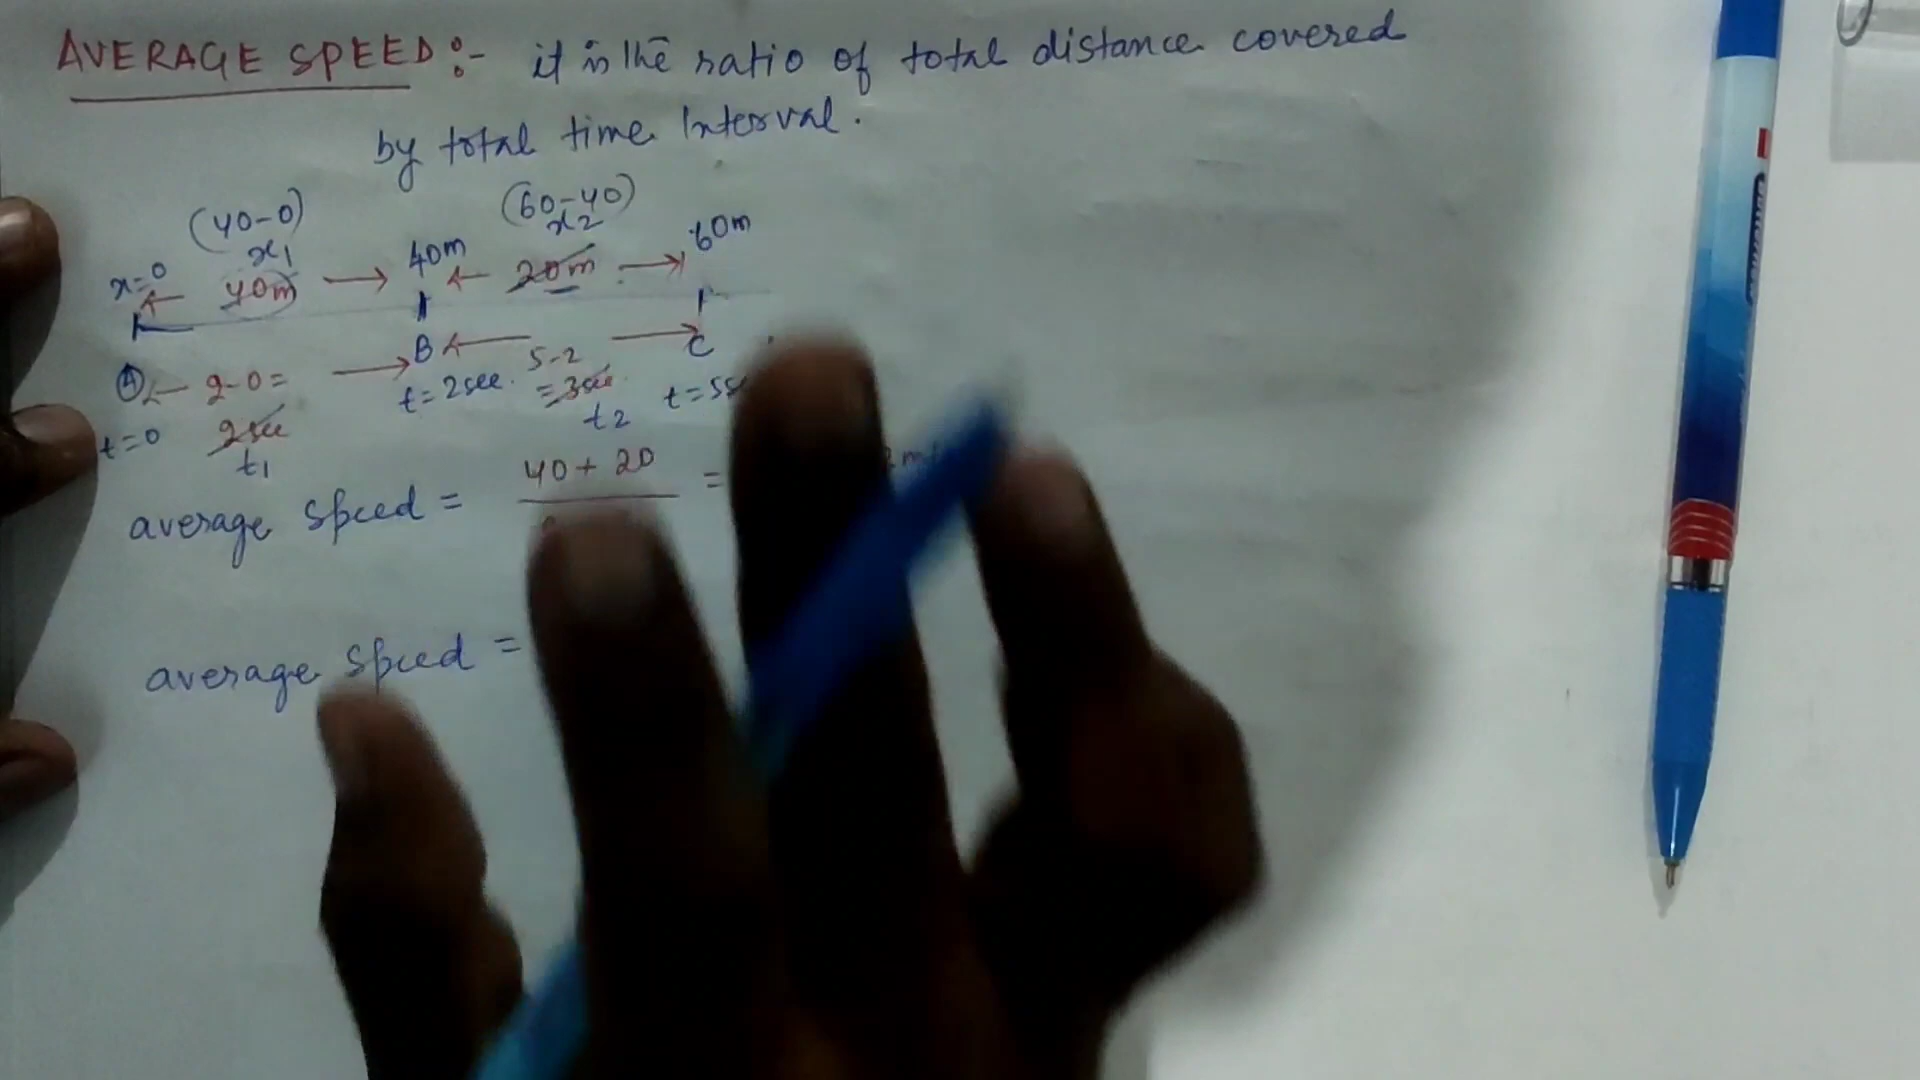 AVERAGE SPEED :- it is the ratio of total distance covered
by total time Interval.
(40-0) (60-40)
x1 x2
x=0 40m 40m 20m 60m
A 2-0= B 5-2 C
t=0 2sec t=2sec. =3sec t=5s
t1 t2
average speed = 40 + 20 =
average speed =